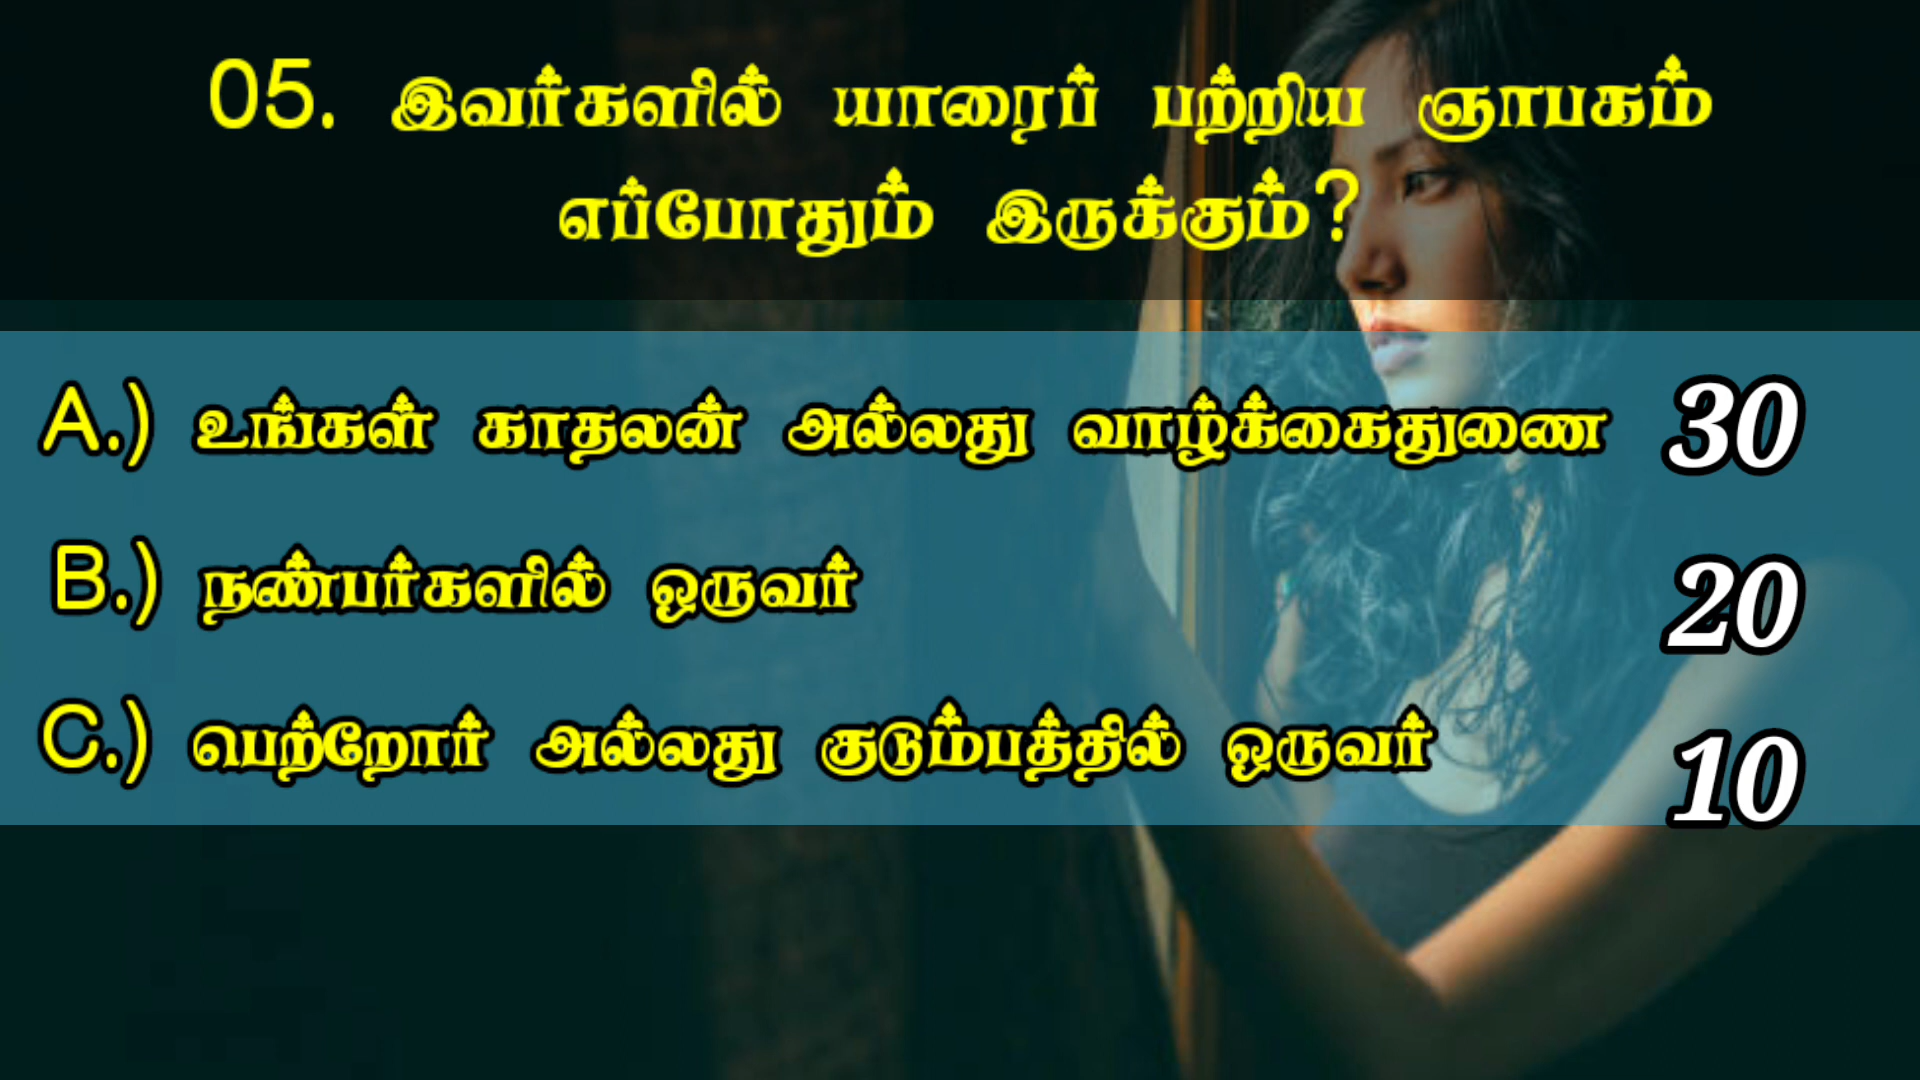 05. இவர்களில் யாரைப் பற்றிய ஞாபகம்
எப்போதும் இருக்கும்?
A.) உங்கள் காதலன் அல்லது வாழ்க்கைதுணை 30
B.) நண்பர்களில் ஒருவர் 20
C.) பெற்றோர் அல்லது குடும்பத்தில் ஒருவர் 10